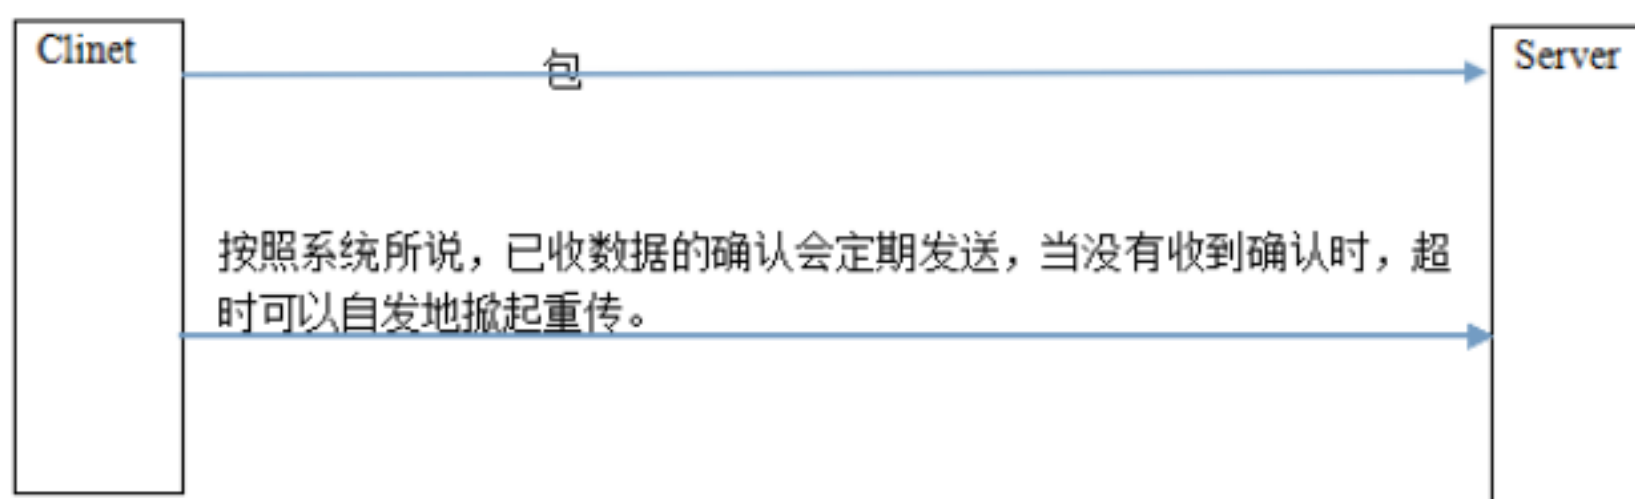 Clinet
包
Server
按照系统所说，已收数据的确认会定期发送，当没有收到确认时，超
时可以自发地掀起重传。